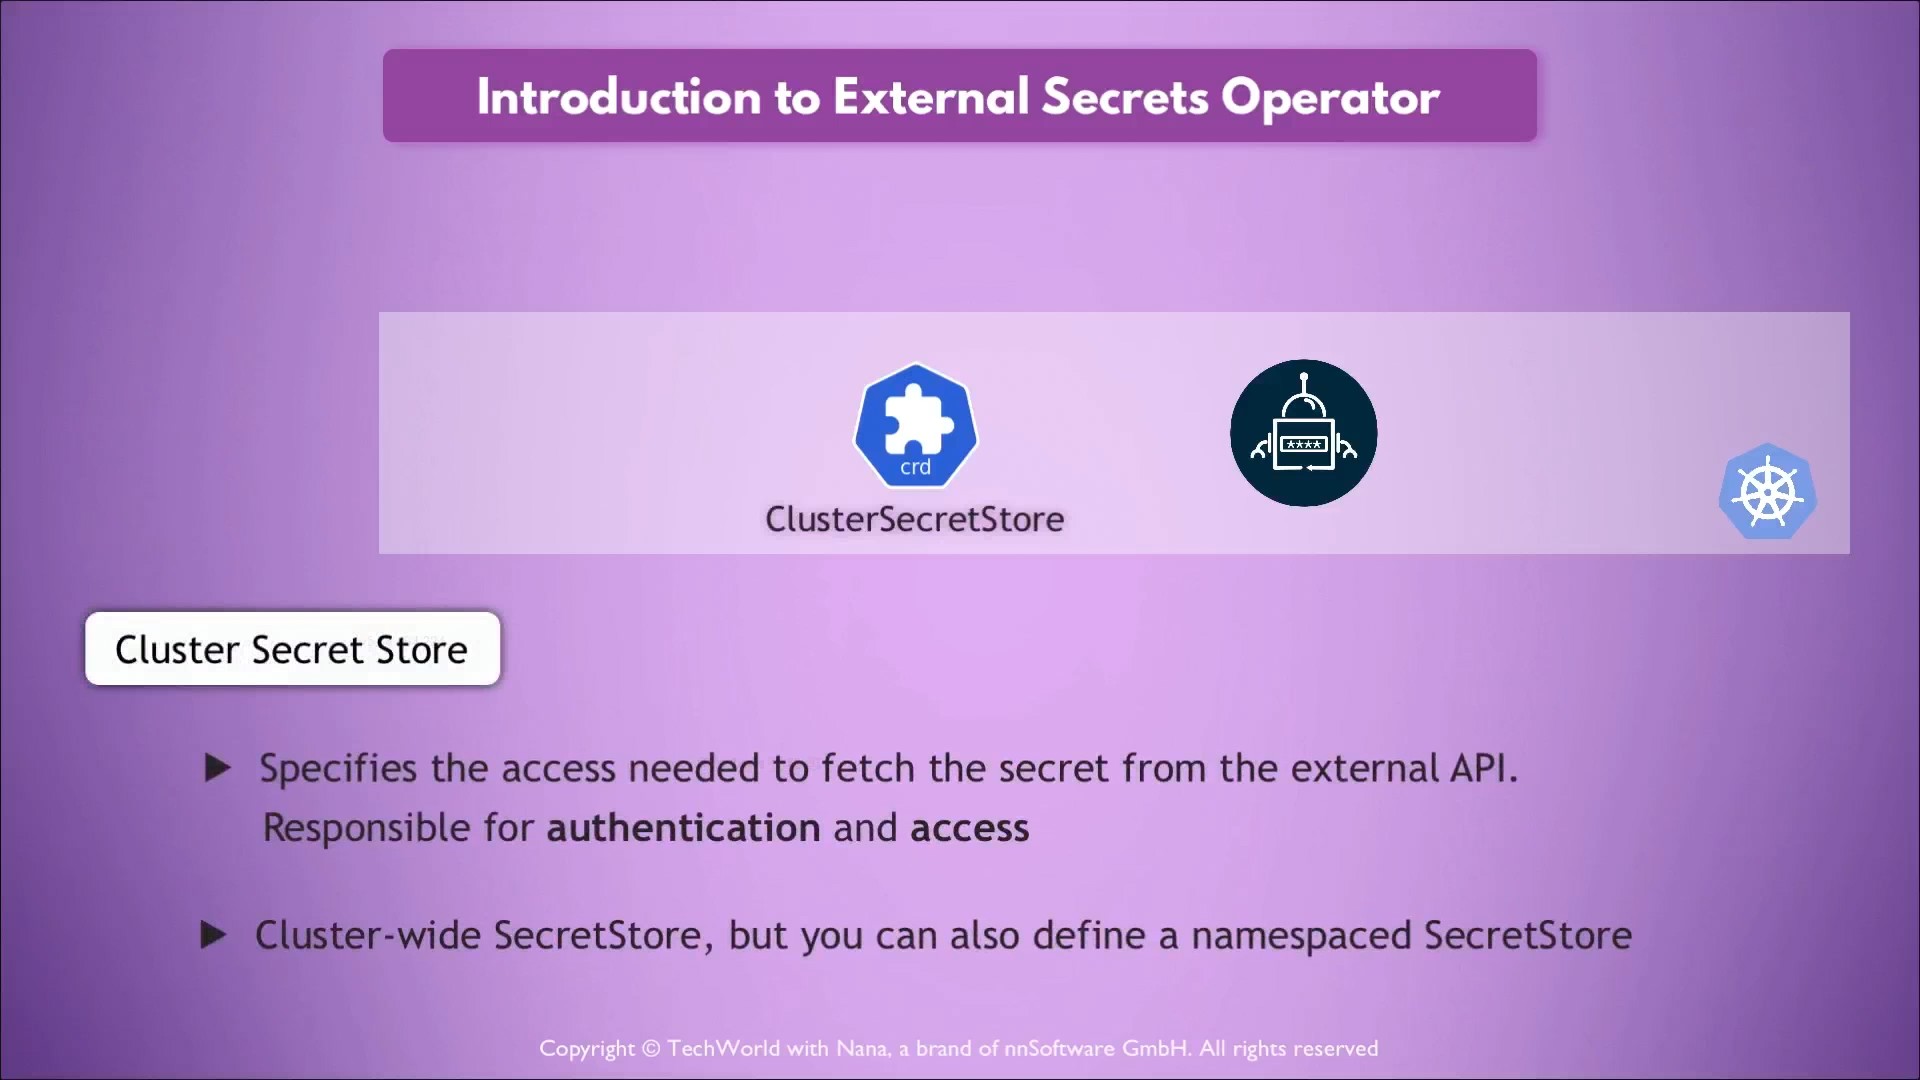 Introduction to External Secrets Operator
crd
****
ClusterSecretStore
Cluster Secret Store
Specifies the access needed to fetch the secret from the external API.
Responsible for authentication and access
Cluster-wide SecretStore, but you can also define a namespaced SecretStore
Copyright © TechWorld with Nana, a brand of nnSoftware GmbH. All rights reserved